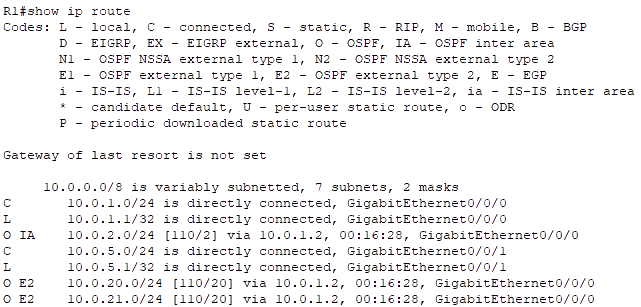 R1#show ip route
Codes: L - local, C - connected, S - static, R - RIP, M - mobile, B - BGP
D - EIGRP, EX - EIGRP external, O - OSPF, IA - OSPF inter area
N1 - OSPF NSSA external type 1, N2 - OSPF NSSA external type 2
E1 - OSPF external type 1, E2 - OSPF external type 2, E - EGP
i - IS-IS, L1 - IS-IS level-1, L2 - IS-IS level-2, ia - IS-IS inter area
* - candidate default, U - per-user static route, o - ODR
P - periodic downloaded static route
Gateway of last resort is not set
10.0.0.0/8 is variably subnetted, 7 subnets, 2 masks
C 10.0.1.0/24 is directly connected, GigabitEthernet0/0/0
L 10.0.1.1/32 is directly connected, GigabitEthernet0/0/0
O IA 10.0.2.0/24 [110/2] via 10.0.1.2, 00:16:28, GigabitEthernet0/0/0
C 10.0.5.0/24 is directly connected, GigabitEthernet0/0/1
L 10.0.5.1/32 is directly connected, GigabitEthernet0/0/1
O E2 10.0.20.0/24 [110/20] via 10.0.1.2, 00:16:28, GigabitEthernet0/0/0
O E2 10.0.21.0/24 [110/20] via 10.0.1.2, 00:16:28, GigabitEthernet0/0/0